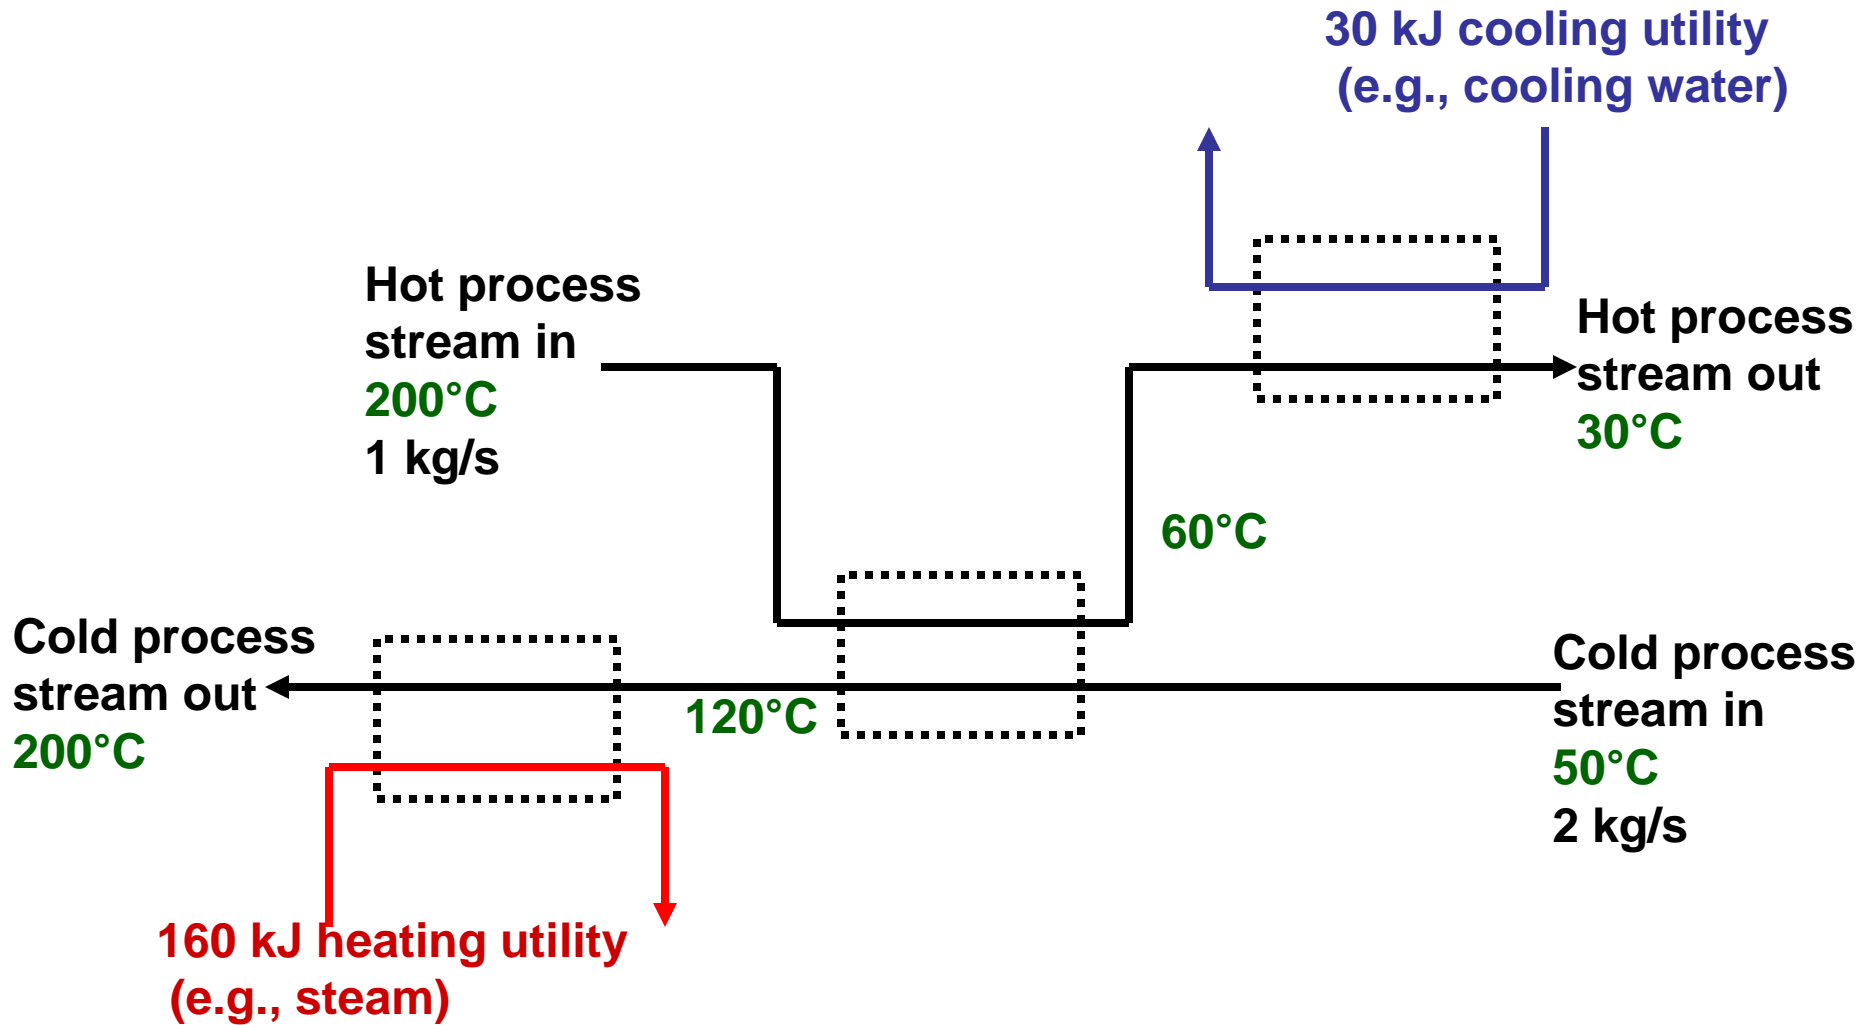 30 kJ cooling utility
(e.g., cooling water)
Hot process
stream in
200°C
1 kg/s
Hot process
stream out
30°C
60°C
Cold process
stream out
200°C
120°C
Cold process
stream in
50°C
2 kg/s
160 kJ heating utility
(e.g., steam)